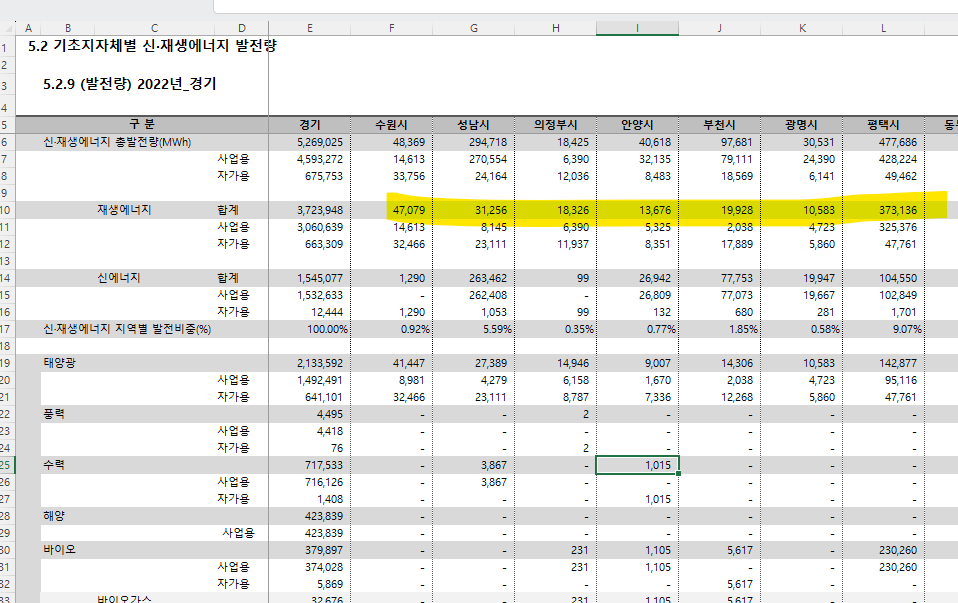 A B C D E F G H I J K L
1 5.2 기초지자체별 신·재생에너지 발전량
2
3 5.2.9 (발전량) 2022년_경기
4
5 구 분 경기 수원시 성남시 의정부시 안양시 부천시 광명시 평택시
6 신·재생에너지 총발전량(MWh) 5,269,025 48,369 294,718 18,425 40,618 97,681 30,531 477,686
7 사업용 4,593,272 14,613 270,554 6,390 32,135 79,111 24,390 428,224
8 자가용 675,753 33,756 24,164 12,036 8,483 18,569 6,141 49,462
9
10 재생에너지 합계 3,723,948 47,079 31,256 18,326 13,676 19,928 10,583 373,136
11 사업용 3,060,639 14,613 8,145 6,390 5,325 2,038 4,723 325,376
12 자가용 663,309 32,466 23,111 11,937 8,351 17,889 5,860 47,761
13
14 신에너지 합계 1,545,077 1,290 263,462 99 26,942 77,753 19,947 104,550
15 사업용 1,532,633 - 262,408 - 26,809 77,073 19,667 102,849
16 자가용 12,444 1,290 1,053 99 132 680 281 1,701
17 신·재생에너지 지역별 발전비중(%) 100.00% 0.92% 5.59% 0.35% 0.77% 1.85% 0.58% 9.07%
18
19 태양광 2,133,592 41,447 27,389 14,946 9,007 14,306 10,583 142,877
20 사업용 1,492,491 8,981 4,279 6,158 1,670 2,038 4,723 95,116
21 자가용 641,101 32,466 23,111 8,787 7,336 12,268 5,860 47,761
22 풍력 4,495 - - 2 - - - -
23 사업용 4,418 - - - - - - -
24 자가용 76 - - 2 - - - -
25 수력 717,533 - 3,867 - 1,015 - - -
26 사업용 716,126 - 3,867 - - - - -
27 자가용 1,408 - - - 1,015 - - -
28 해양 423,839 - - - - - - -
29 사업용 423,839 - - - - - - -
30 바이오 379,897 - - 231 1,105 5,617 - 230,260
31 사업용 374,028 - - 231 1,105 - - 230,260
32 자가용 5,869 - - - - 5,617 - -
33 바이오가스 32,676 - - 231 1,105 5,617 - -